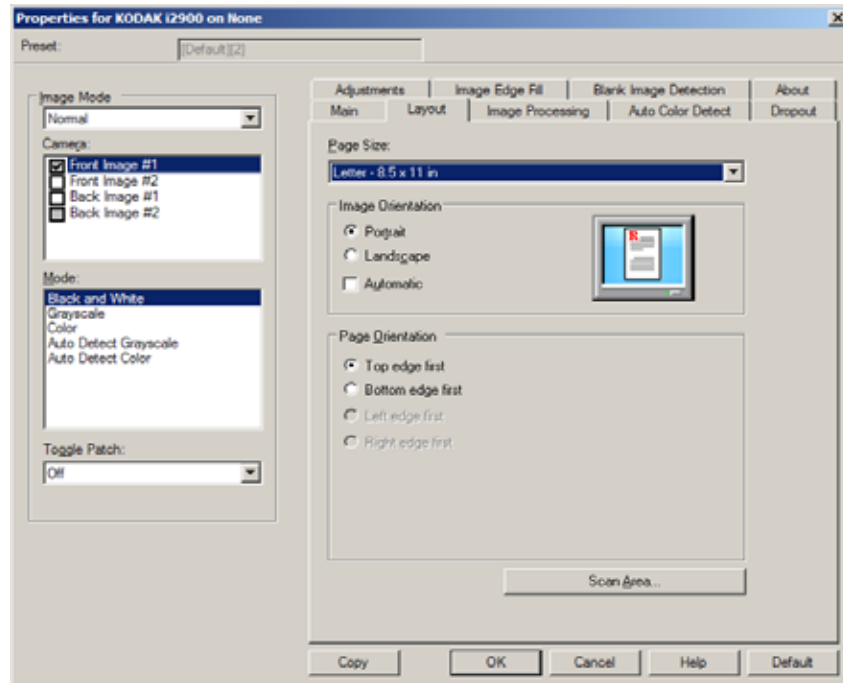 Properties for KODAK i2900 on None
Preset:
[Default][2]
Image Mode
Normal
Camera:
Front Image #1
Front Image #2
Back Image #1
Back Image #2
Mode:
Black and White
Grayscale
Color
Auto Detect Grayscale
Auto Detect Color
Toggle Patch:
Off
Adjustments
Image Edge Fill
Blank Image Detection
About
Main
Layout
Image Processing
Auto Color Detect
Dropout
Page Size:
Letter - 8.5 x 11 in
Image Orientation
Portrait
Landscape
Automatic
R
Page Orientation
Top edge first
Bottom edge first
Left edge first
Right edge first
Scan Area...
Copy
OK
Cancel
Help
Default